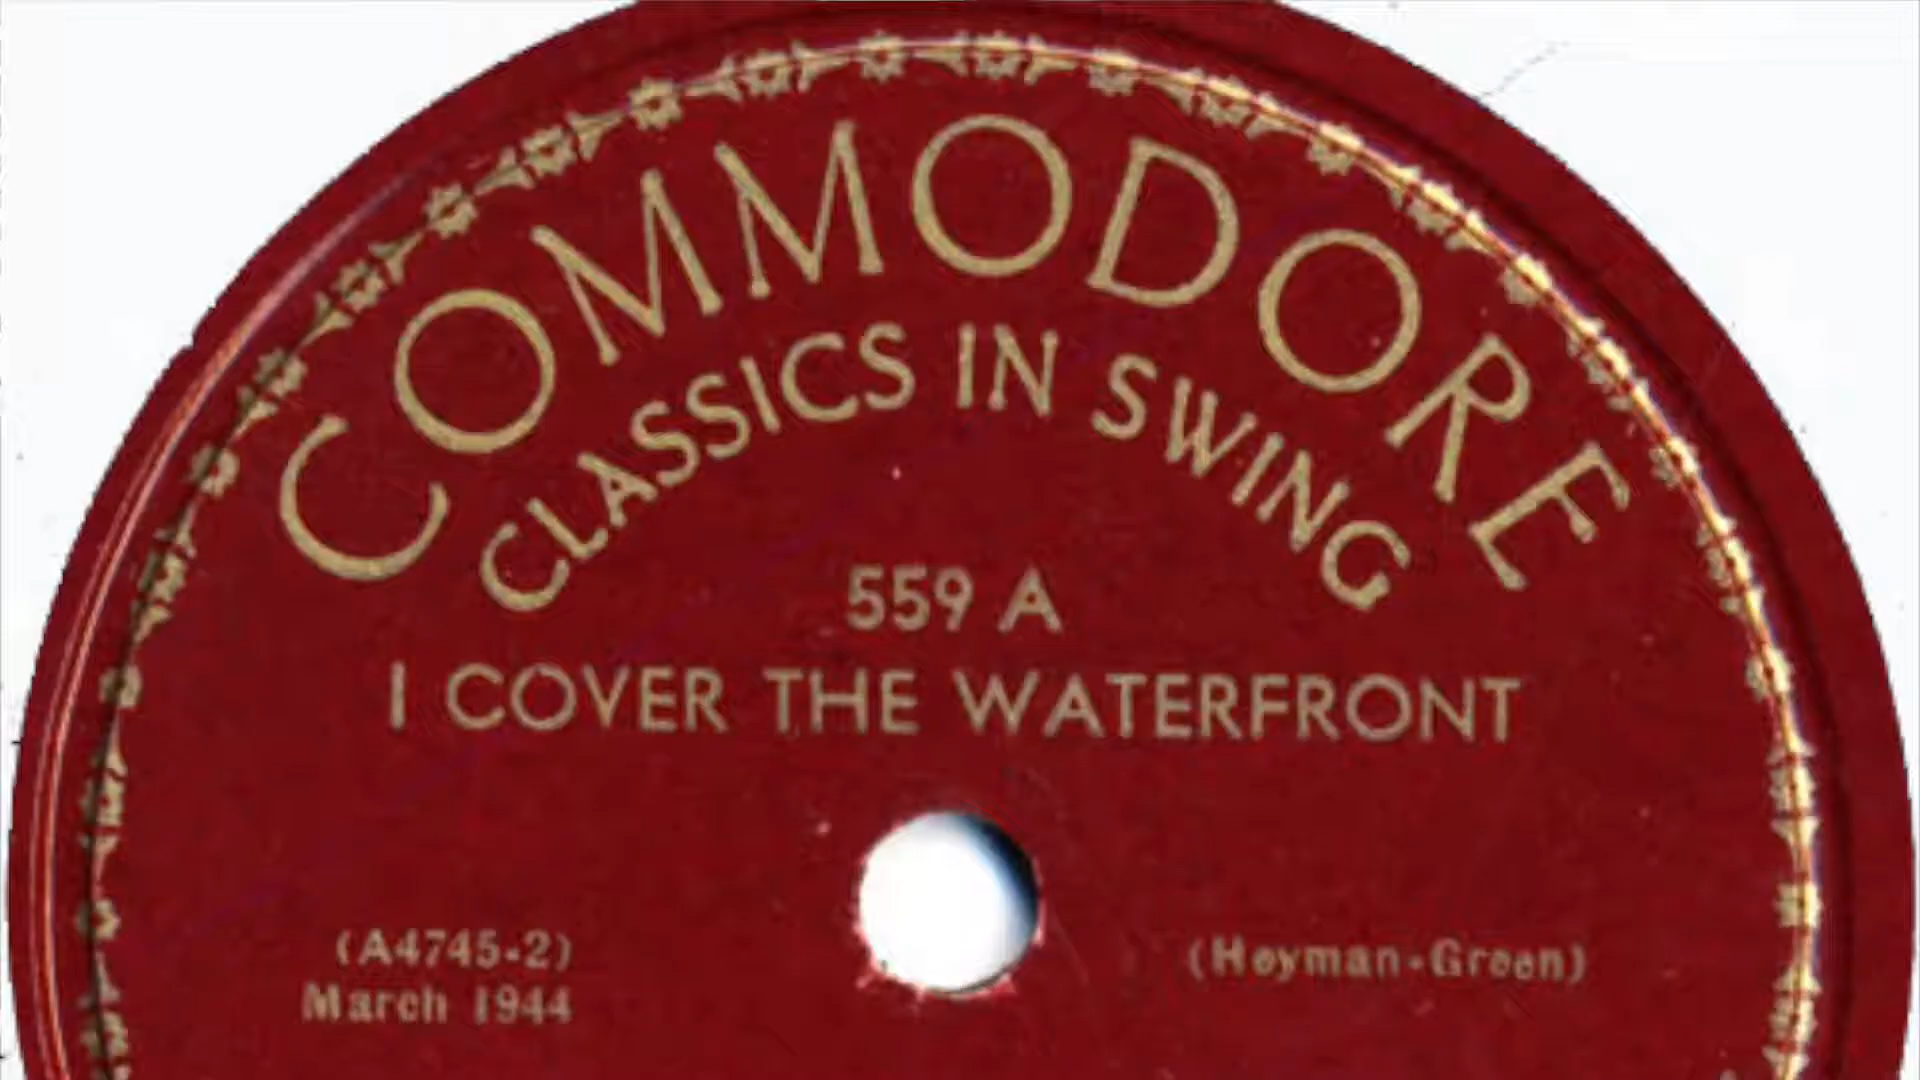 COMMODORE
CLASSICS IN SWING
559 A
I COVER THE WATERFRONT
(A4745-2)
March 1944
(Heyman-Green)